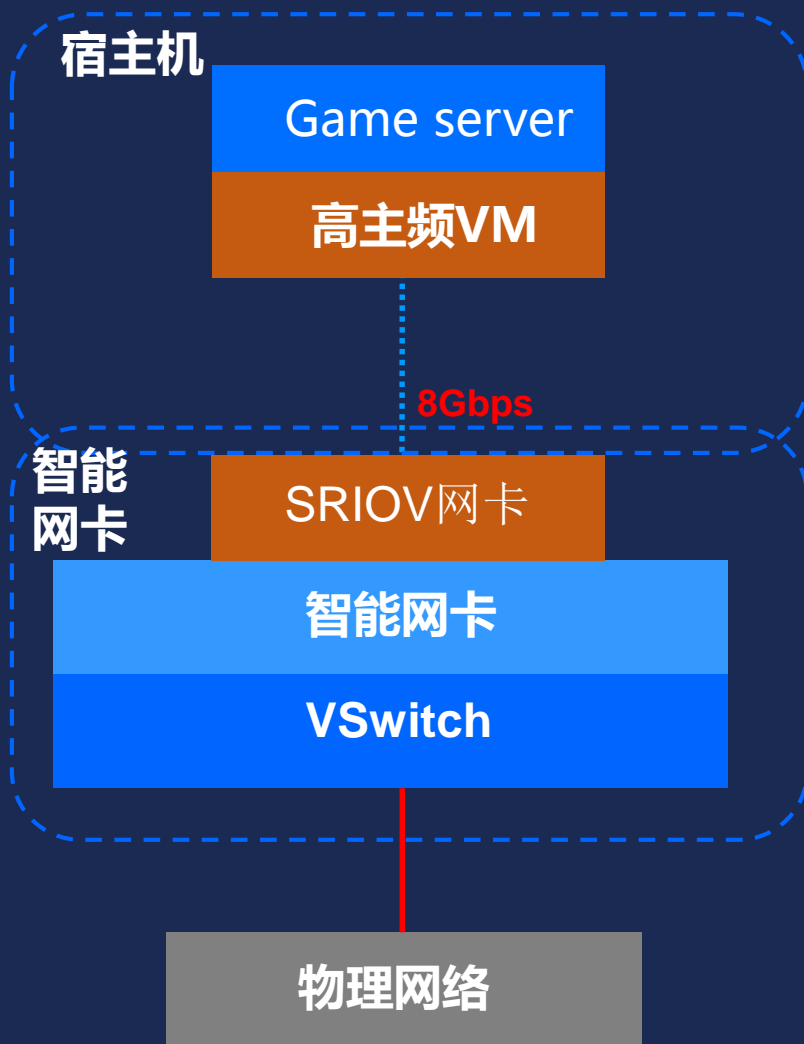 宿主机
Game server
高主频VM
8Gbps
智能
网卡
SRIOV网卡
智能网卡
VSwitch
物理网络